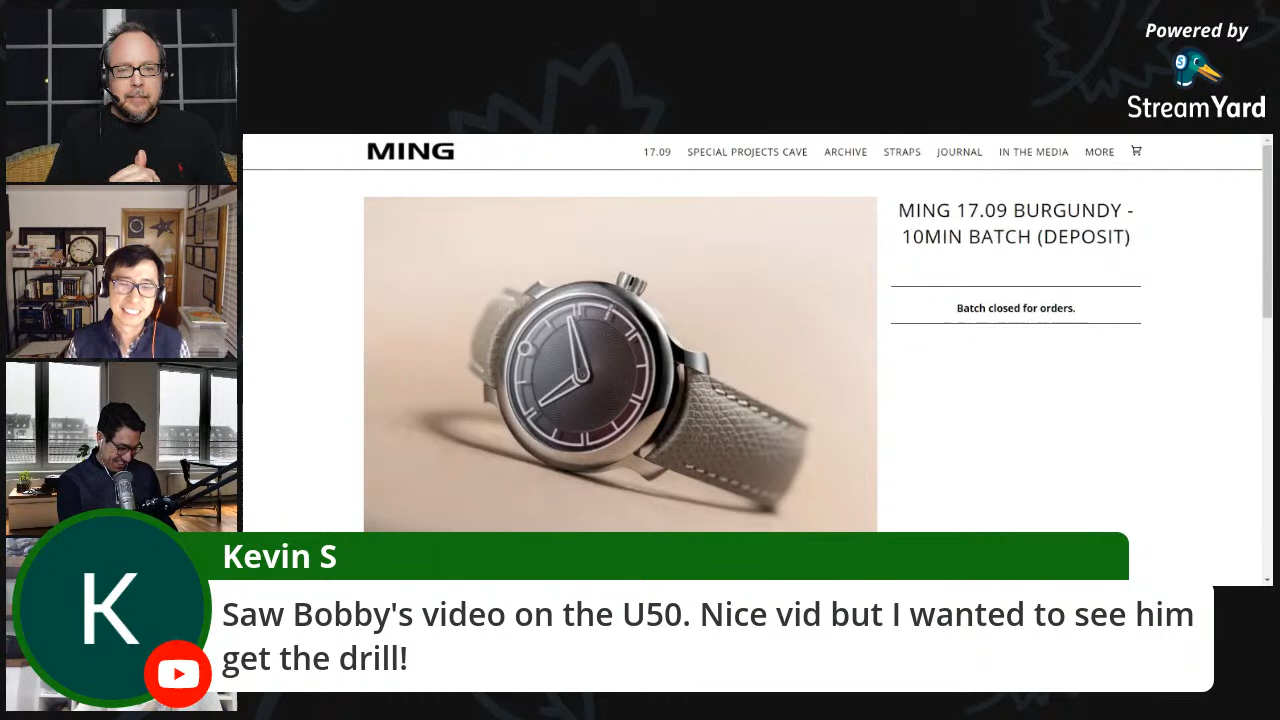 Powered by
StreamYard
MING
17.09 SPECIAL PROJECTS CAVE ARCHIVE STRAPS JOURNAL IN THE MEDIA MORE
MING 17.09 BURGUNDY -
10MIN BATCH (DEPOSIT)
Batch closed for orders.
K
Kevin S
Saw Bobby's video on the U50. Nice vid but I wanted to see him
get the drill!